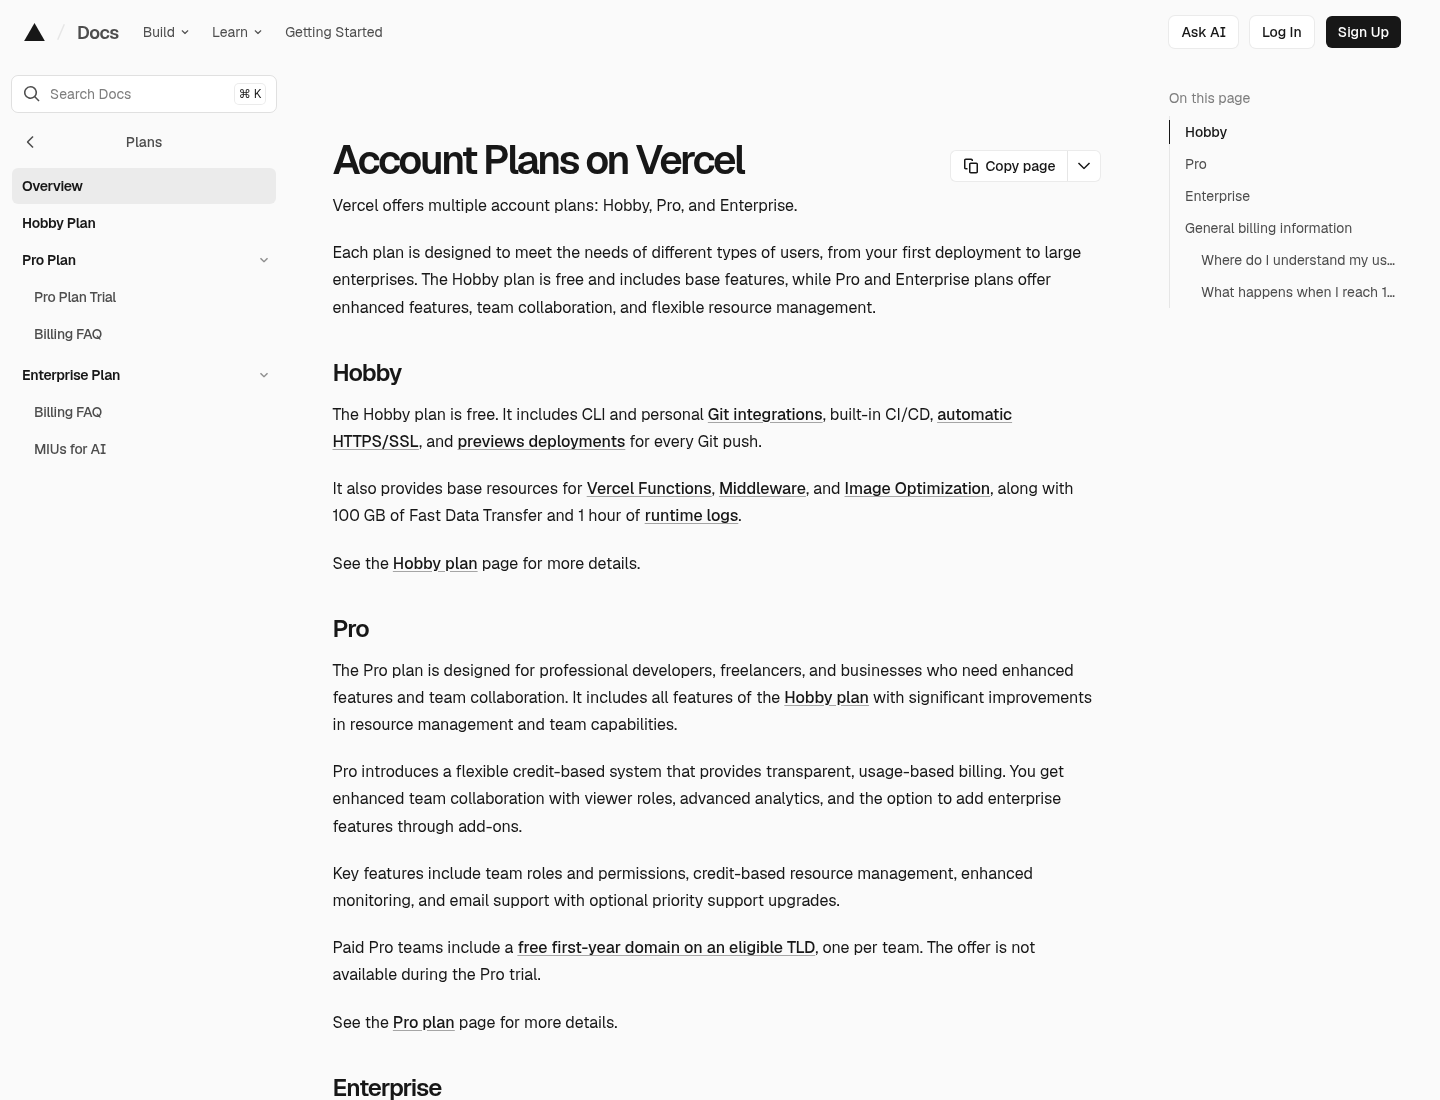 Docs
Build
Learn
Getting Started
Ask AI
Log In
Sign Up
Search Docs
⌘ K
Plans
Overview
Hobby Plan
Pro Plan
Pro Plan Trial
Billing FAQ
Enterprise Plan
Billing FAQ
MIUs for AI
Account Plans on Vercel
Copy page
Vercel offers multiple account plans: Hobby, Pro, and Enterprise.
Each plan is designed to meet the needs of different types of users, from your first deployment to large
enterprises. The Hobby plan is free and includes base features, while Pro and Enterprise plans offer
enhanced features, team collaboration, and flexible resource management.
Hobby
The Hobby plan is free. It includes CLI and personal Git integrations, built-in CI/CD, automatic
HTTPS/SSL, and previews deployments for every Git push.
It also provides base resources for Vercel Functions, Middleware, and Image Optimization, along with
100 GB of Fast Data Transfer and 1 hour of runtime logs.
See the Hobby plan page for more details.
Pro
The Pro plan is designed for professional developers, freelancers, and businesses who need enhanced
features and team collaboration. It includes all features of the Hobby plan with significant improvements
in resource management and team capabilities.
Pro introduces a flexible credit-based system that provides transparent, usage-based billing. You get
enhanced team collaboration with viewer roles, advanced analytics, and the option to add enterprise
features through add-ons.
Key features include team roles and permissions, credit-based resource management, enhanced
monitoring, and email support with optional priority support upgrades.
Paid Pro teams include a free first-year domain on an eligible TLD, one per team. The offer is not
available during the Pro trial.
See the Pro plan page for more details.
Enterprise
On this page
Hobby
Pro
Enterprise
General billing information
Where do I understand my us...
What happens when I reach 1...